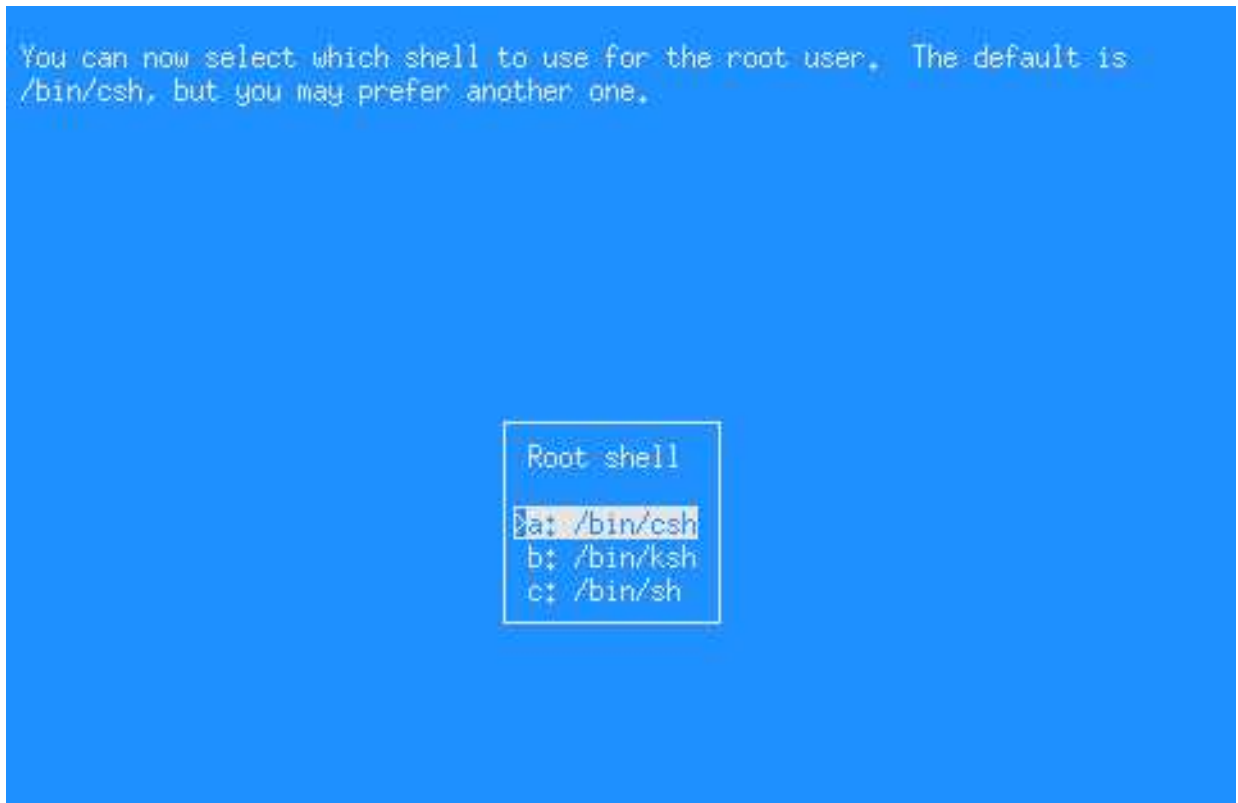 You can now select which shell to use for the root user.  The default is
/bin/csh, but you may prefer another one.
Root shell
>a: /bin/csh
b: /bin/ksh
c: /bin/sh